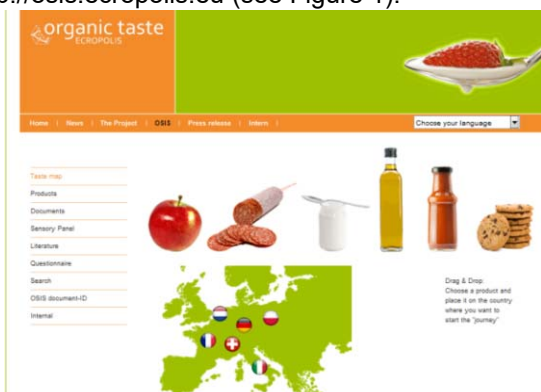 ://osis.ecropolis.eu (see Figure 1).
organic taste
ECROPOLIS
Home | News | The Project | OSIS | Press release | Intern |
Choose your language
Taste map
Products
Documents
Sensory Panel
Literature
Questionnaire
Search
OSIS document-ID
Internal
Drag & Drop:
Choose a product and
place it on the country
where you want to
start the "journey"